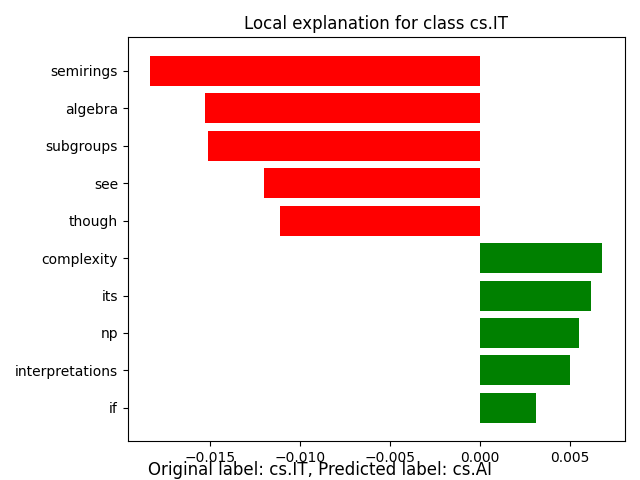 Local explanation for class cs.IT
semirings
algebra
subgroups
see
though
complexity
its
np
interpretations
if
−0.015 −0.010 −0.005 0.000 0.005
Original label: cs.IT, Predicted label: cs.AI